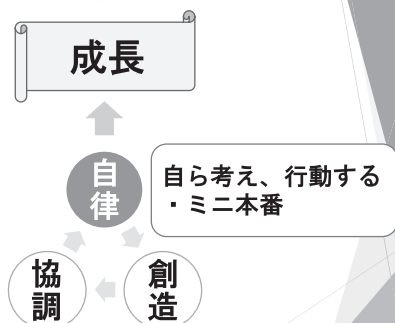 成長
自律
自ら考え、行動する
・ミニ本番
協調
創造